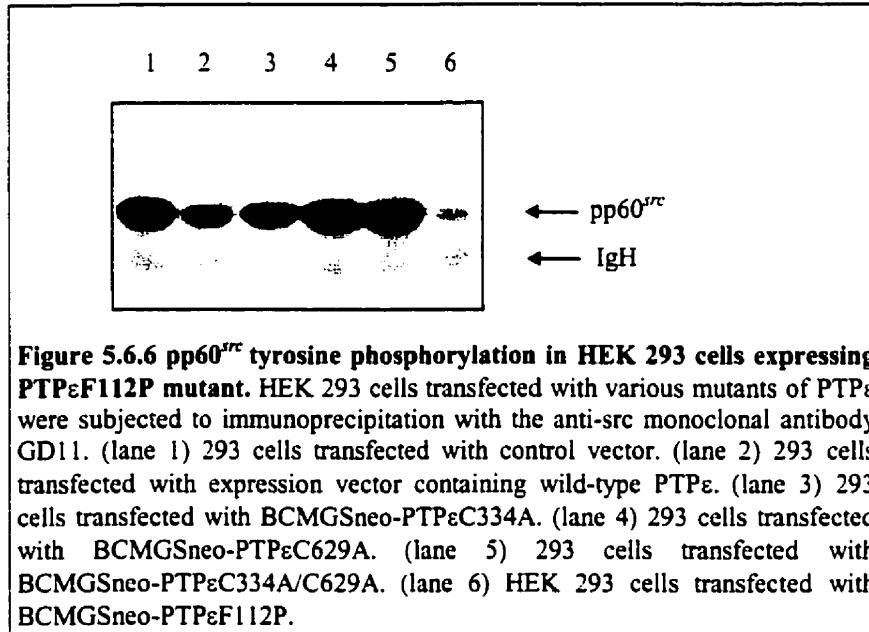 1 2 3 4 5 6
pp60src
IgH
Figure 5.6.6 pp60src tyrosine phosphorylation in HEK 293 cells expressing
PTPεF112P mutant. HEK 293 cells transfected with various mutants of PTPε
were subjected to immunoprecipitation with the anti-src monoclonal antibody
GD11. (lane 1) 293 cells transfected with control vector. (lane 2) 293 cells
transfected with expression vector containing wild-type PTPε. (lane 3) 293
cells transfected with BCMGSneo-PTPεC334A. (lane 4) 293 cells transfected
with BCMGSneo-PTPεC629A. (lane 5) 293 cells transfected with
BCMGSneo-PTPεC334A/C629A. (lane 6) HEK 293 cells transfected with
BCMGSneo-PTPεF112P.